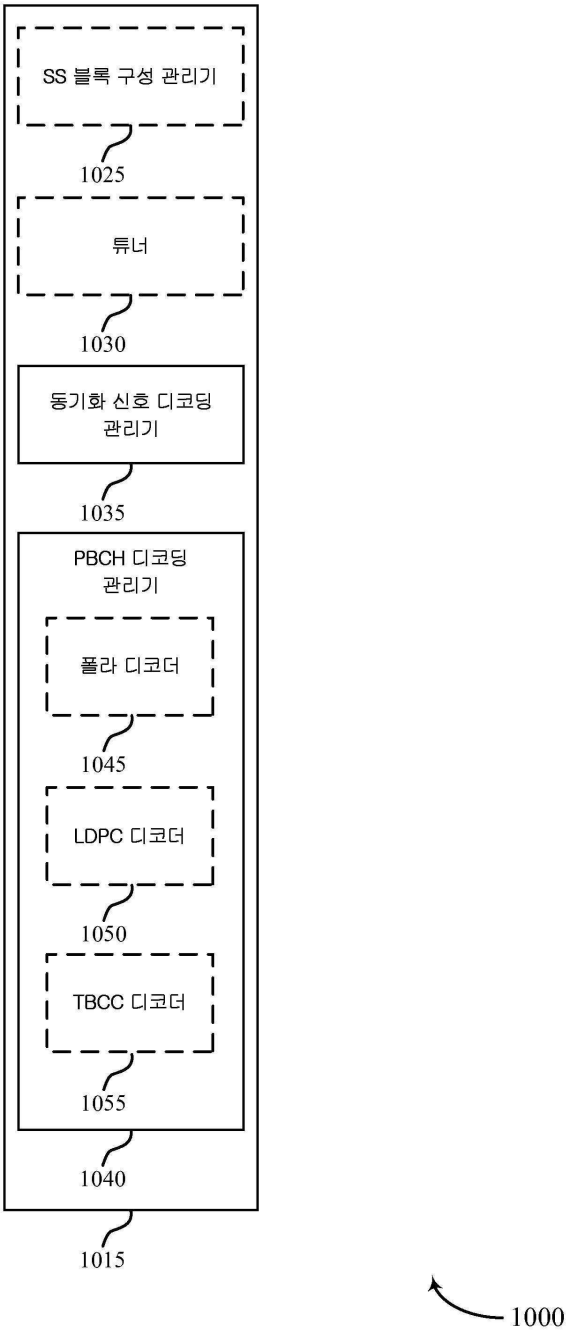 SS 블록 구성 관리기
1025
튜너
1030
동기화 신호 디코딩
관리기
1035
PBCH 디코딩
관리기
폴라 디코더
1045
LDPC 디코더
1050
TBCC 디코더
1055
1040
1015
1000